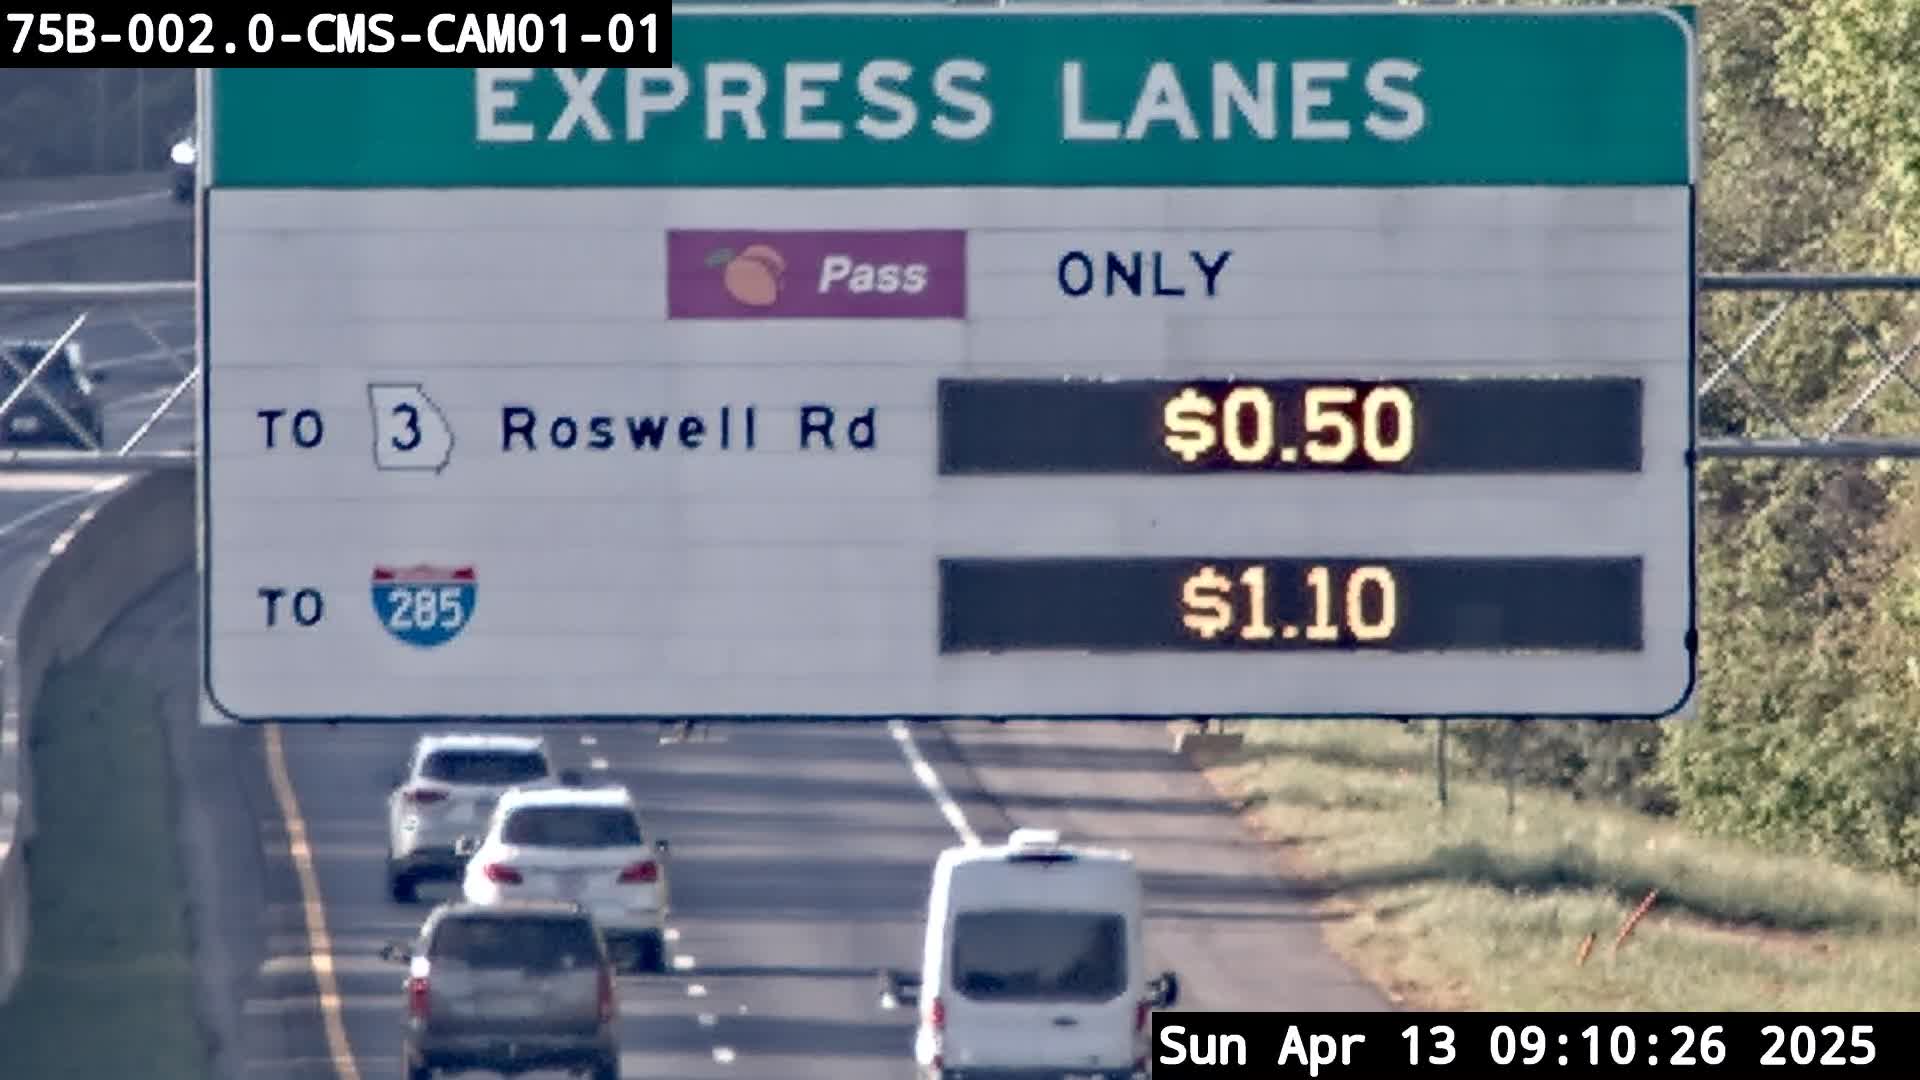 75B-002.0-CMS-CAM01-01
EXPRESS LANES
Pass ONLY
TO 3 Roswell Rd $0.50
TO 285 $1.10
Sun Apr 13 09:10:26 2025